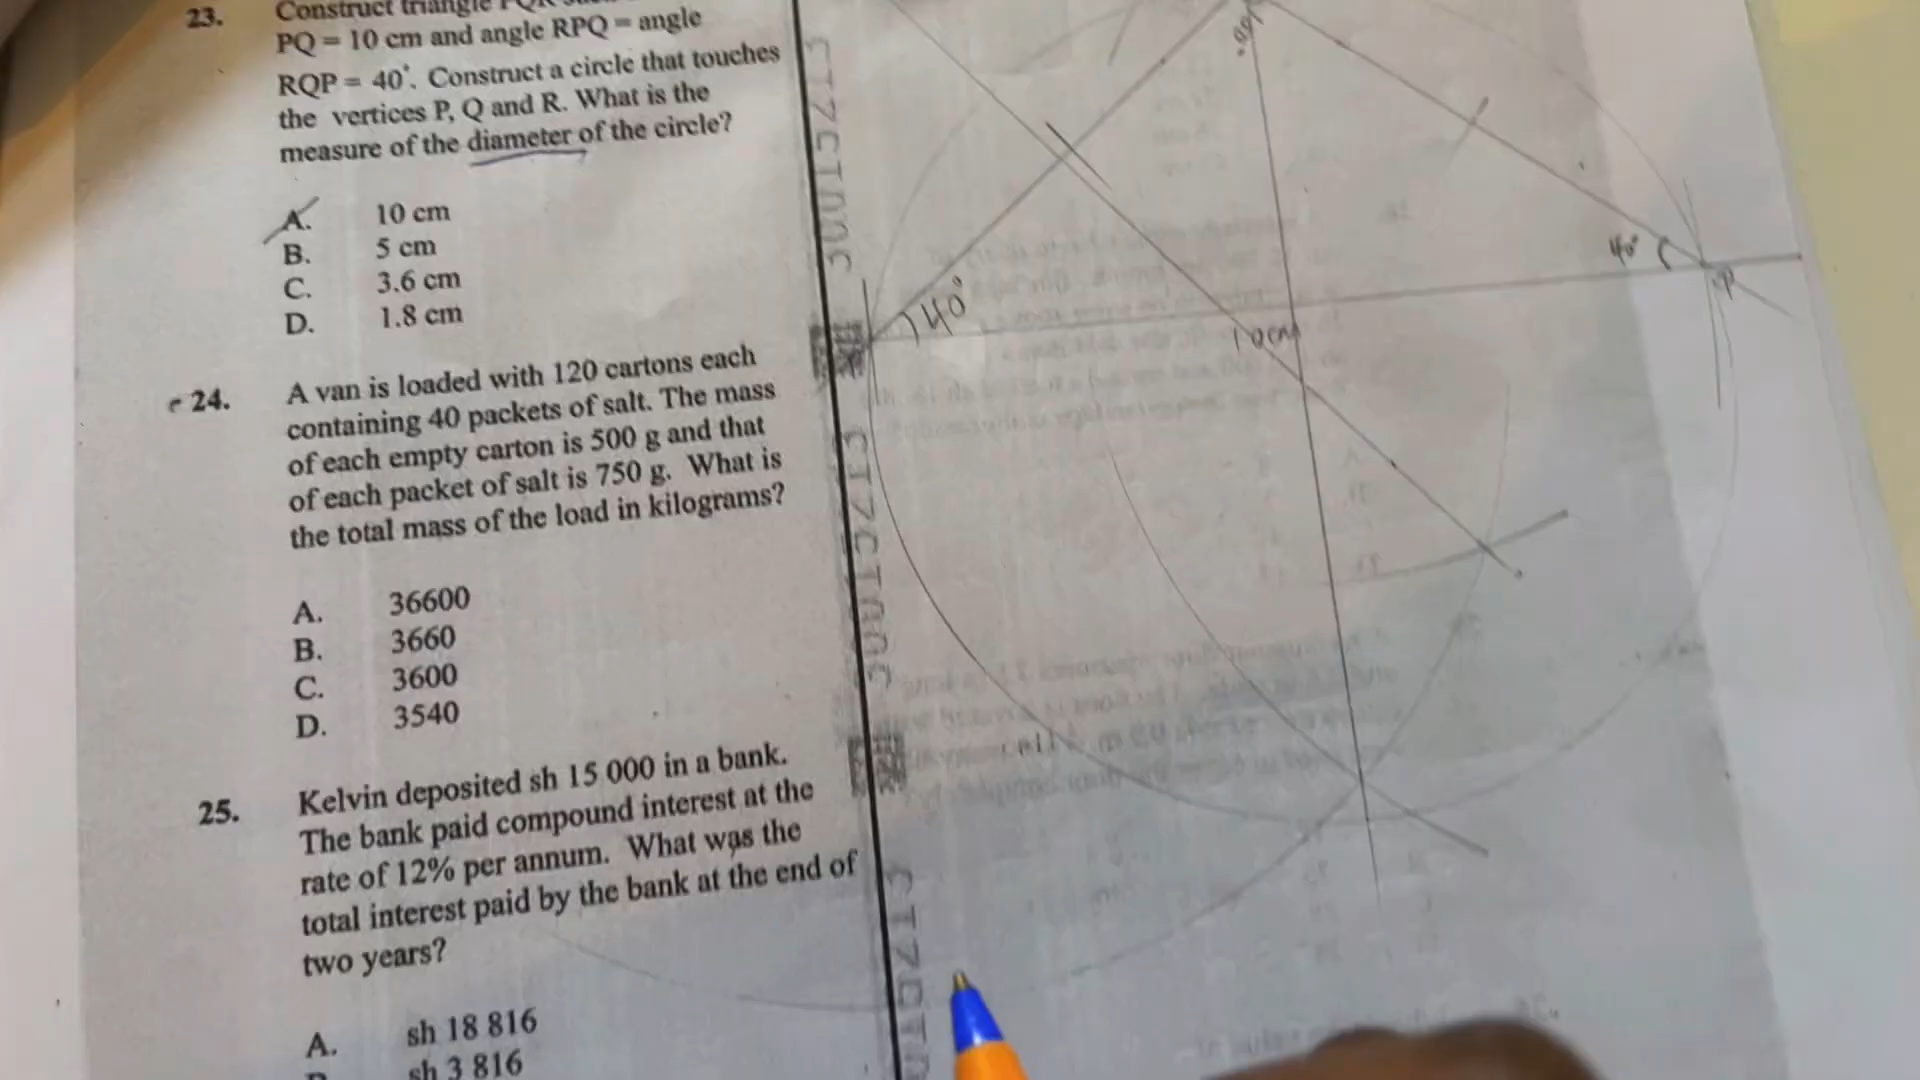 23. Construct triangle PQR
PQ = 10 cm and angle RPQ = angle
RQP = 40°. Construct a circle that touches
the vertices P, Q and R. What is the
measure of the diameter of the circle?
A. 10 cm
B. 5 cm
C. 3.6 cm
D. 1.8 cm
24. A van is loaded with 120 cartons each
containing 40 packets of salt. The mass
of each empty carton is 500 g and that
of each packet of salt is 750 g. What is
the total mass of the load in kilograms?
A. 36600
B. 3660
C. 3600
D. 3540
25. Kelvin deposited sh 15 000 in a bank.
The bank paid compound interest at the
rate of 12% per annum. What was the
total interest paid by the bank at the end of
two years?
A. sh 18 816
sh 3 816
40°
40°
10cm
P